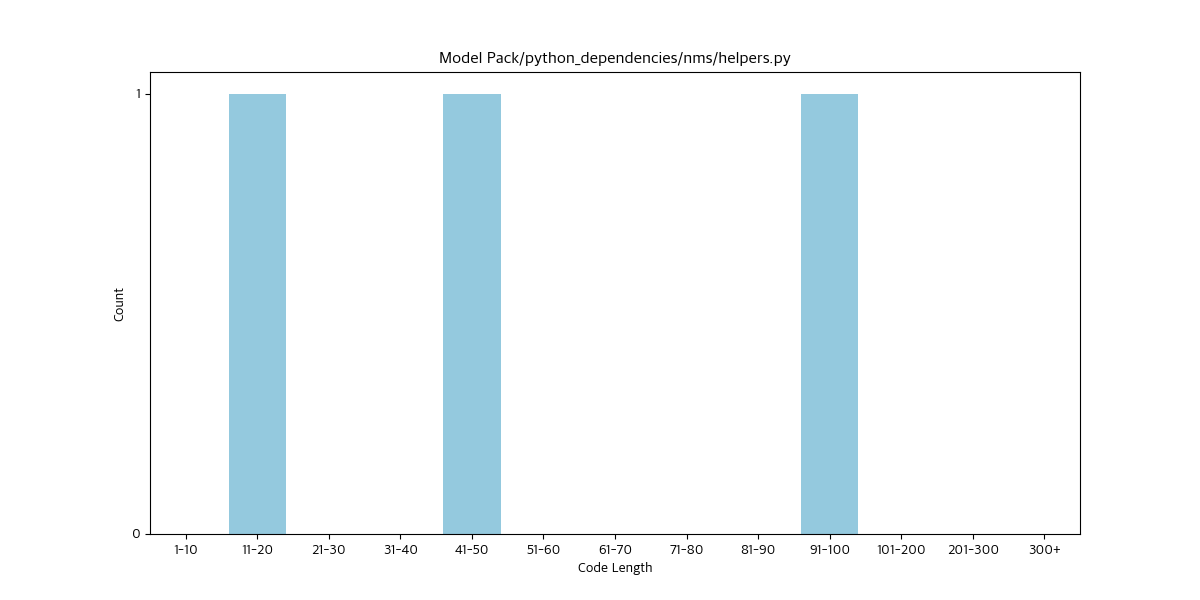 Model Pack/python_dependencies/nms/helpers.py
1
0
Count
1-10 11-20 21-30 31-40 41-50 51-60 61-70 71-80 81-90 91-100 101-200 201-300 300+
Code Length